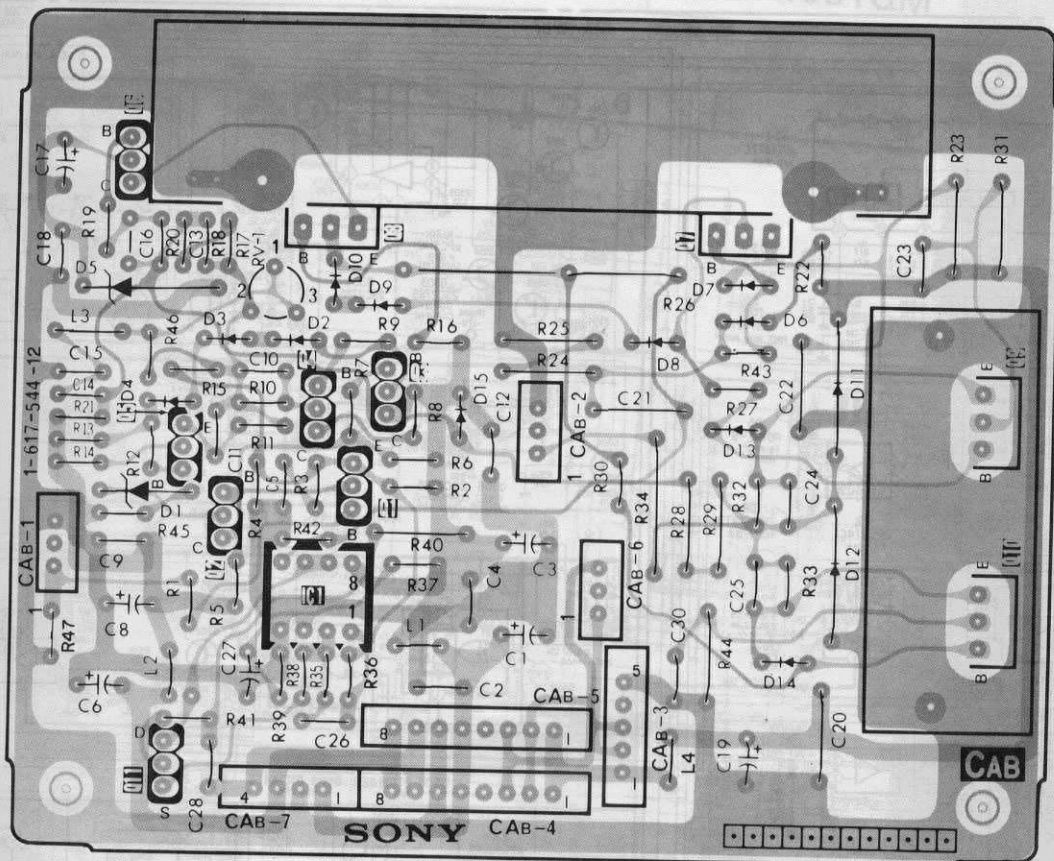 B
C
C17
C18
R19
C16
R20
C13
R18
R17
RV-1
1
2
3
B
E
D10
D9
B
E
D7
R22
C23
R23
R31
D5
L3
R46
D3
D2
R9
R16
R25
R26
D6
C15
R15
C10
R7
B
R24
D8
R43
D11
C14
D4
R10
B
R8
D15
C12
C21
R27
C22
R21
E
R11
CAB-2
1
D13
E
B
R13
R14
R12
C11
C
E
C
R6
R30
R34
1-617-544-12
B
R4
C5
R3
R2
R28
R29
R32
C24
D1
R45
C
R42
B
R40
CAB-1
1
C9
8
1
R37
C4
C3
CAB-6
1
C25
R33
D12
E
B
R47
C8
R1
R5
L1
C1
C30
R44
D14
C6
L2
C27
R38
R35
R36
C2
CAB-5
5
1
CAB-3
D
S
R41
R39
C26
8
1
L4
C19
C20
CAB
C28
4
1
8
1
CAB-7
SONY
CAB-4